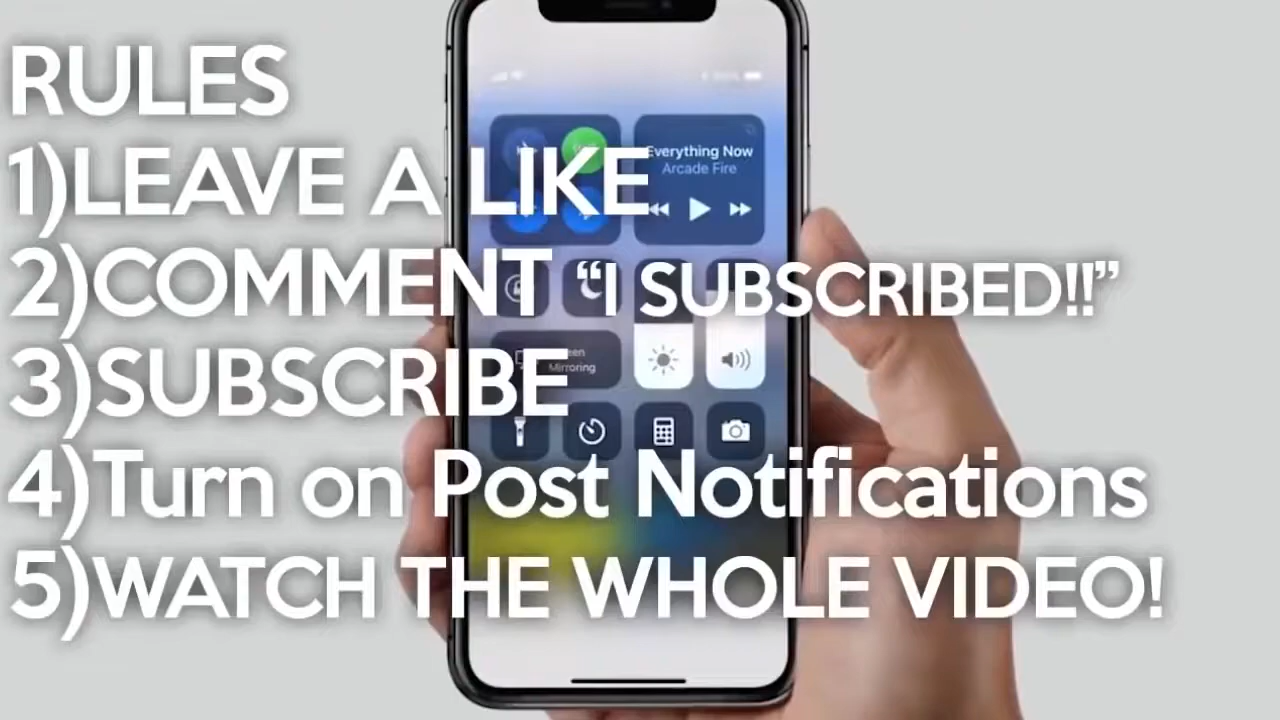 RULES
1)LEAVE A LIKE
2)COMMENT “I SUBSCRIBED!!”
3)SUBSCRIBE
4)Turn on Post Notifications
5)WATCH THE WHOLE VIDEO!
Everything Now
Arcade Fire
Mirroring